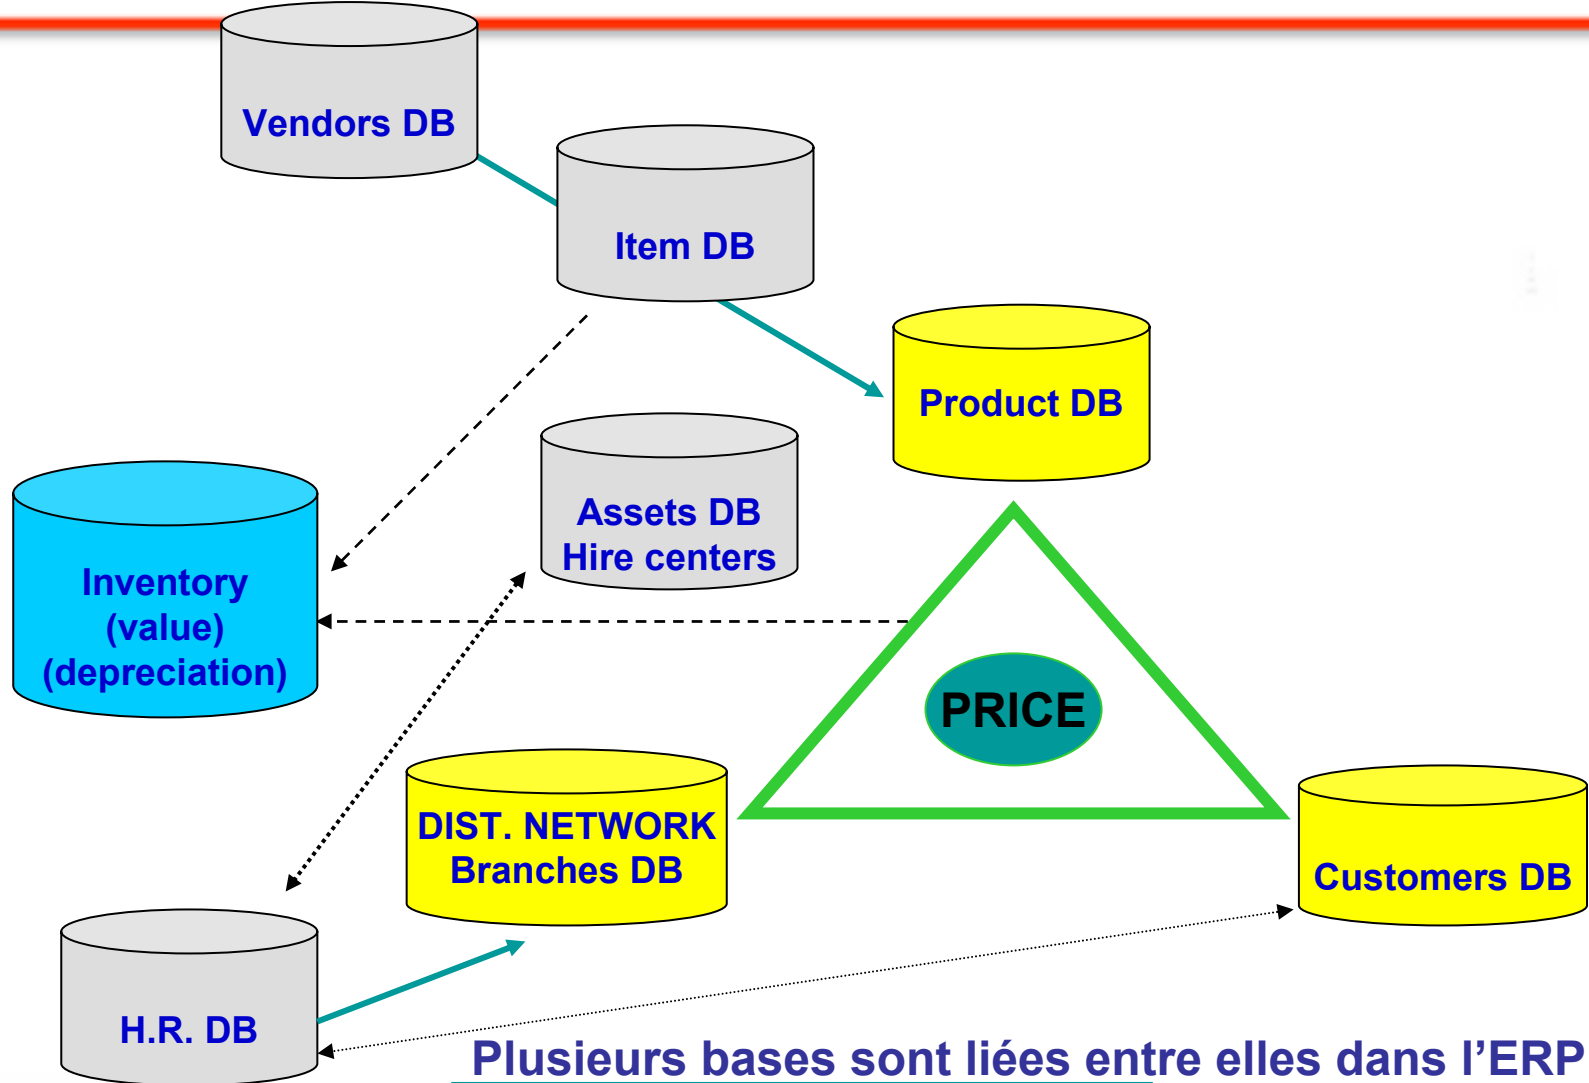 Vendors DB
Item DB
Product DB
Assets DB
Hire centers
Inventory
(value)
(depreciation)
PRICE
DIST. NETWORK
Branches DB
Customers DB
H.R. DB
Plusieurs bases sont liées entre elles dans l’ERP